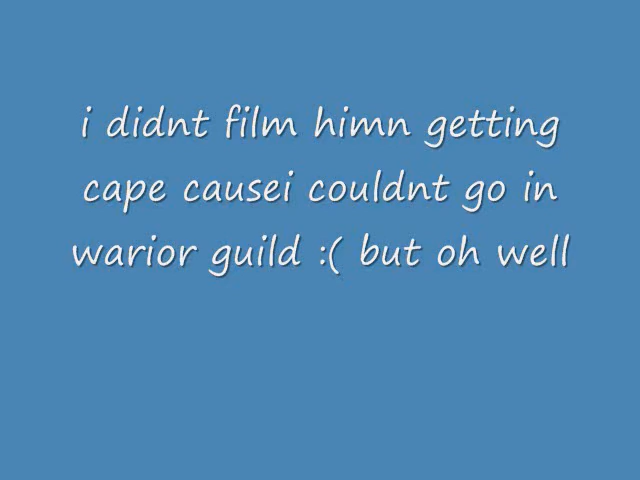 i didnt film himn getting
cape causei couldnt go in
warior guild :( but oh well